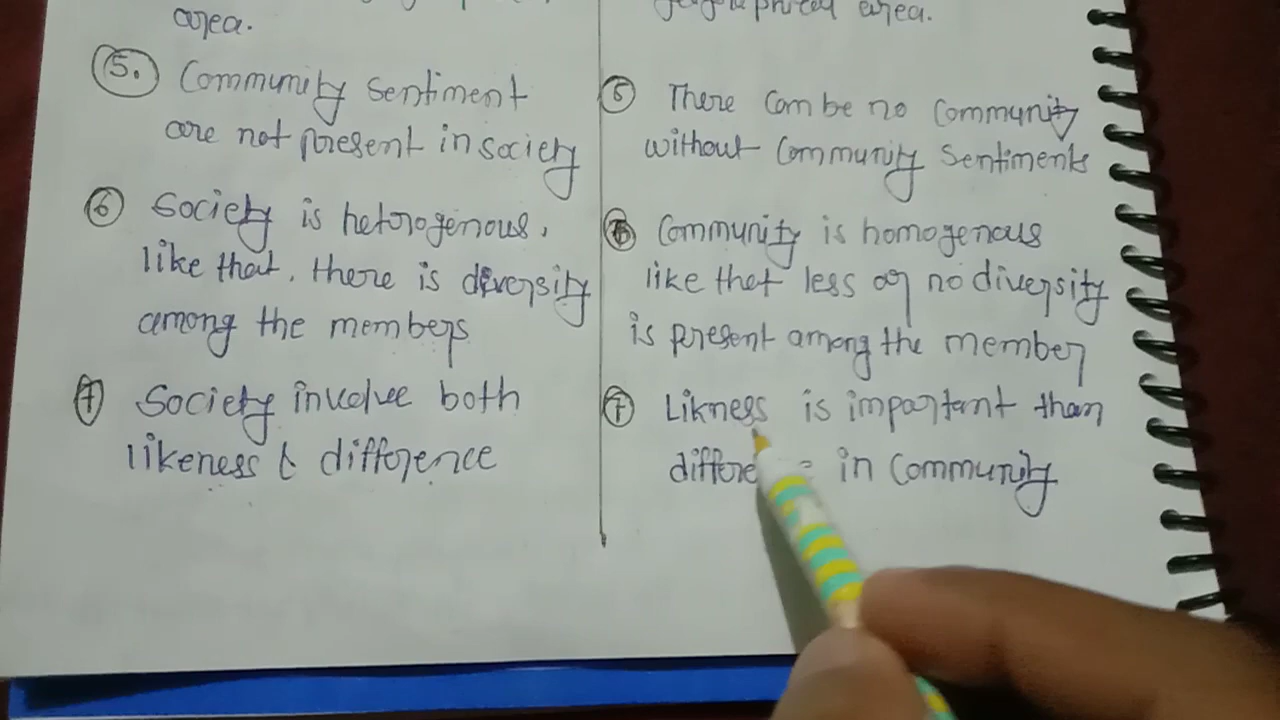 area.
5. Community Sentiment
are not present in society
6 Society is heterogenous,
like that, there is diversity
among the members
7 Society involve both
likeness & difference
area.
5 There can be no Community
without Community Sentiments
6 Community is homogenous
like that less or no diversity
is present among the member
7 Likness is important than
in Community